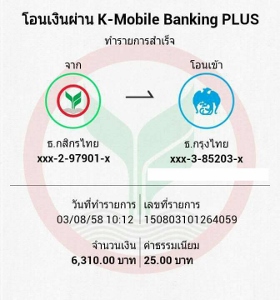 โอนเงินผ่าน K-Mobile Banking PLUS
ทำรายการสำเร็จ
จาก โอนเข้า
ธ.กสิกรไทย ธ.กรุงไทย
xxx-2-97901-x xxx-3-85203-x
วันที่ทำรายการ เลขที่รายการ
03/08/58 10:12 150803101264059
จำนวนเงิน ค่าธรรมเนียม
6,310.00 บาท 25.00 บาท